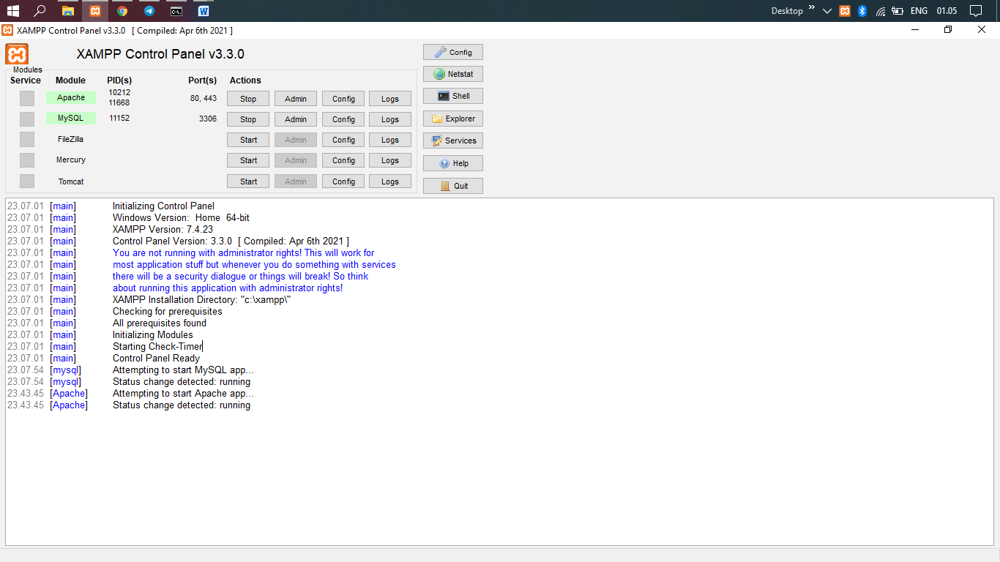 Desktop » ENG 01.05
XAMPP Control Panel v3.3.0 [ Compiled: Apr 6th 2021 ]
XAMPP Control Panel v3.3.0
Modules
Service Module PID(s) Port(s) Actions
Apache 10212 11668 80, 443 Stop Admin Config Logs
MySQL 11152 3306 Stop Admin Config Logs
FileZilla Start Admin Config Logs
Mercury Start Admin Config Logs
Tomcat Start Admin Config Logs
Config
Netstat
Shell
Explorer
Services
Help
Quit
23.07.01 [main] Initializing Control Panel
23.07.01 [main] Windows Version: Home 64-bit
23.07.01 [main] XAMPP Version: 7.4.23
23.07.01 [main] Control Panel Version: 3.3.0 [ Compiled: Apr 6th 2021 ]
23.07.01 [main] You are not running with administrator rights! This will work for
23.07.01 [main] most application stuff but whenever you do something with services
23.07.01 [main] there will be a security dialogue or things will break! So think
23.07.01 [main] about running this application with administrator rights!
23.07.01 [main] XAMPP Installation Directory: "c:\xampp\"
23.07.01 [main] Checking for prerequisites
23.07.01 [main] All prerequisites found
23.07.01 [main] Initializing Modules
23.07.01 [main] Starting Check-Timer
23.07.01 [main] Control Panel Ready
23.07.54 [mysql] Attempting to start MySQL app...
23.07.54 [mysql] Status change detected: running
23.43.45 [Apache] Attempting to start Apache app...
23.43.45 [Apache] Status change detected: running